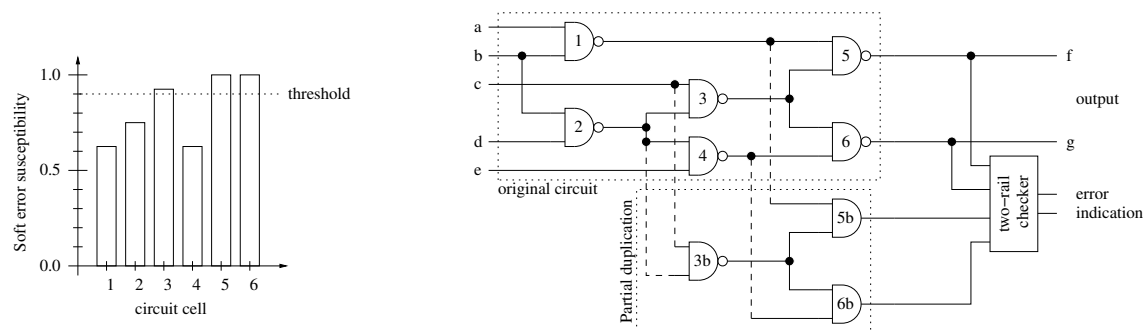 Soft error susceptibility
1.0
0.5
0.0
threshold
1 2 3 4 5 6
circuit cell
a
b
c
d
e
1
2
3
4
5
6
f
output
g
original circuit
Partial duplication
3b
5b
6b
two-rail
checker
error
indication